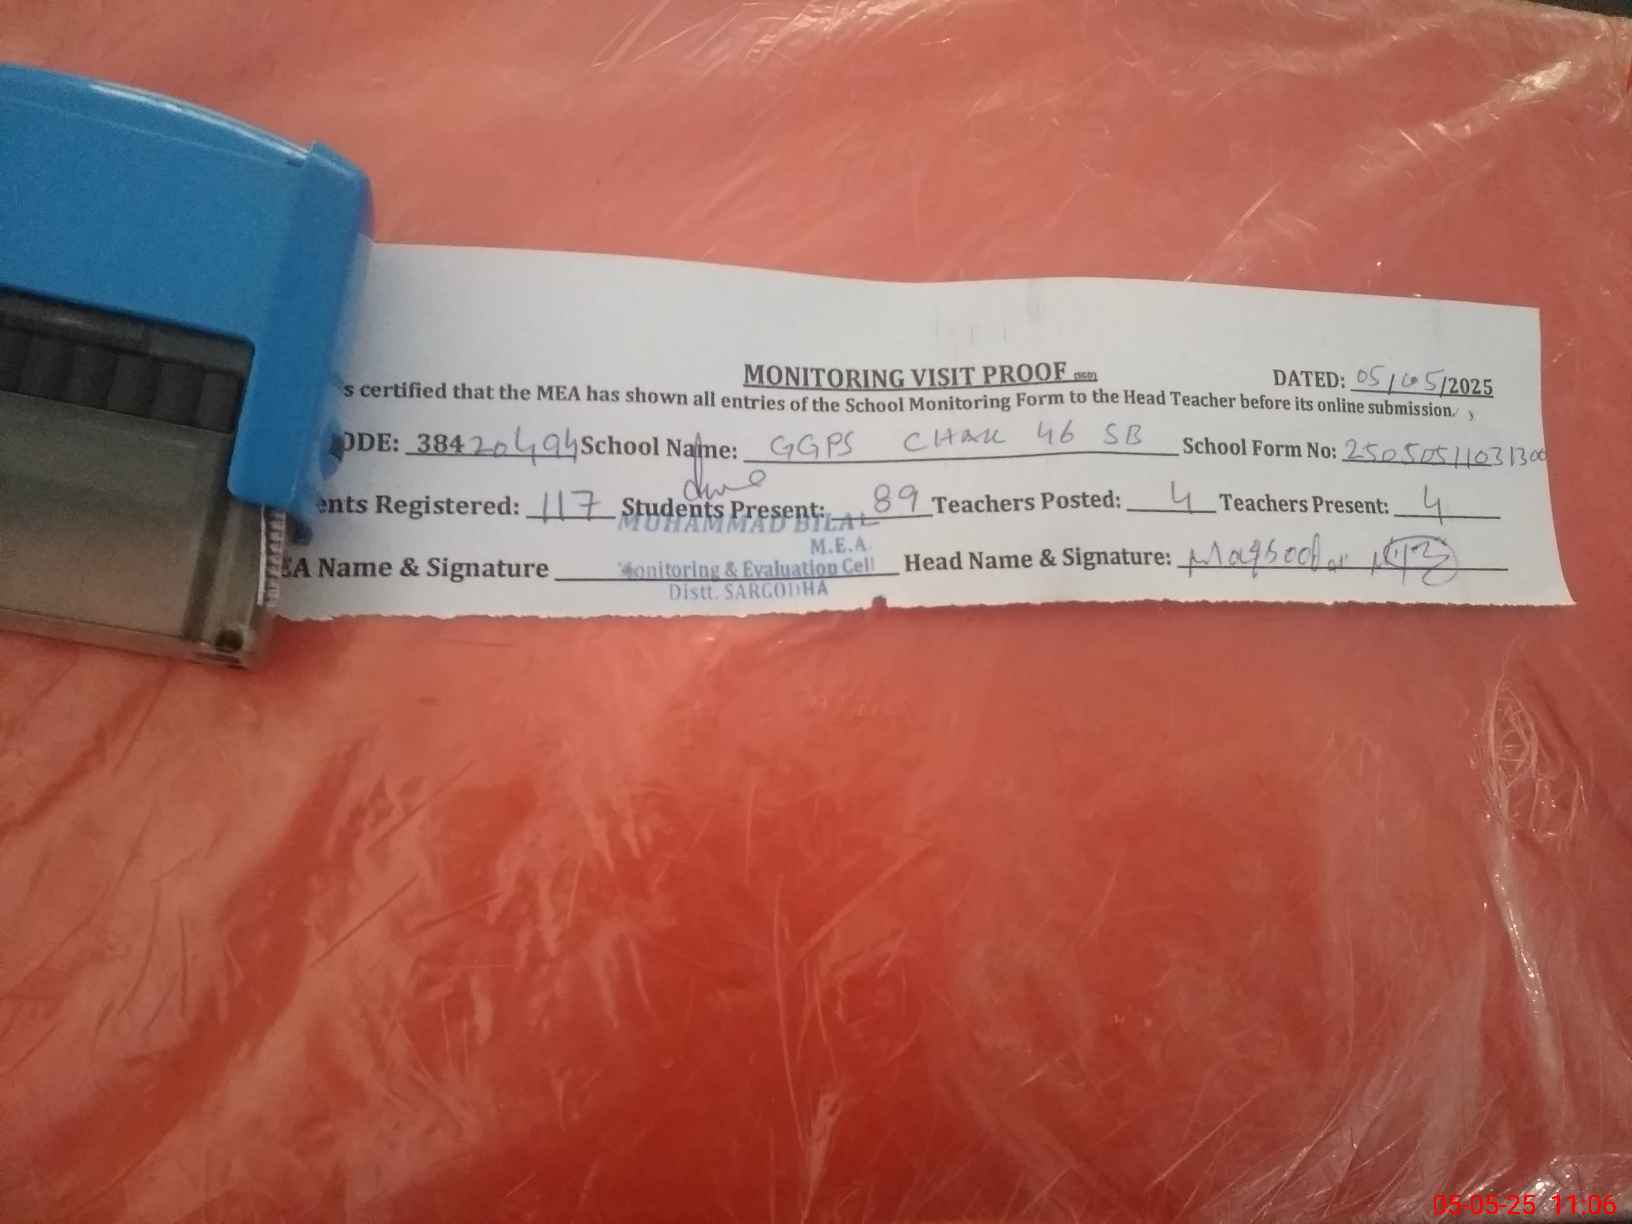 MONITORING VISIT PROOF
DATED: 05/05/2025
s certified that the MEA has shown all entries of the School Monitoring Form to the Head Teacher before its online submission.
ODE: 38420494 School Name: GGPS CHAK 46 SB School Form No: 25050511031300
ents Registered: 117 Students Present: 89 Teachers Posted: 4 Teachers Present: 4
MUHAMMAD BILAL
M.E.A.
EA Name & Signature Head Name & Signature:
Monitoring & Evaluation Cell
Distt. SARGODHA
05-05-25 11:06